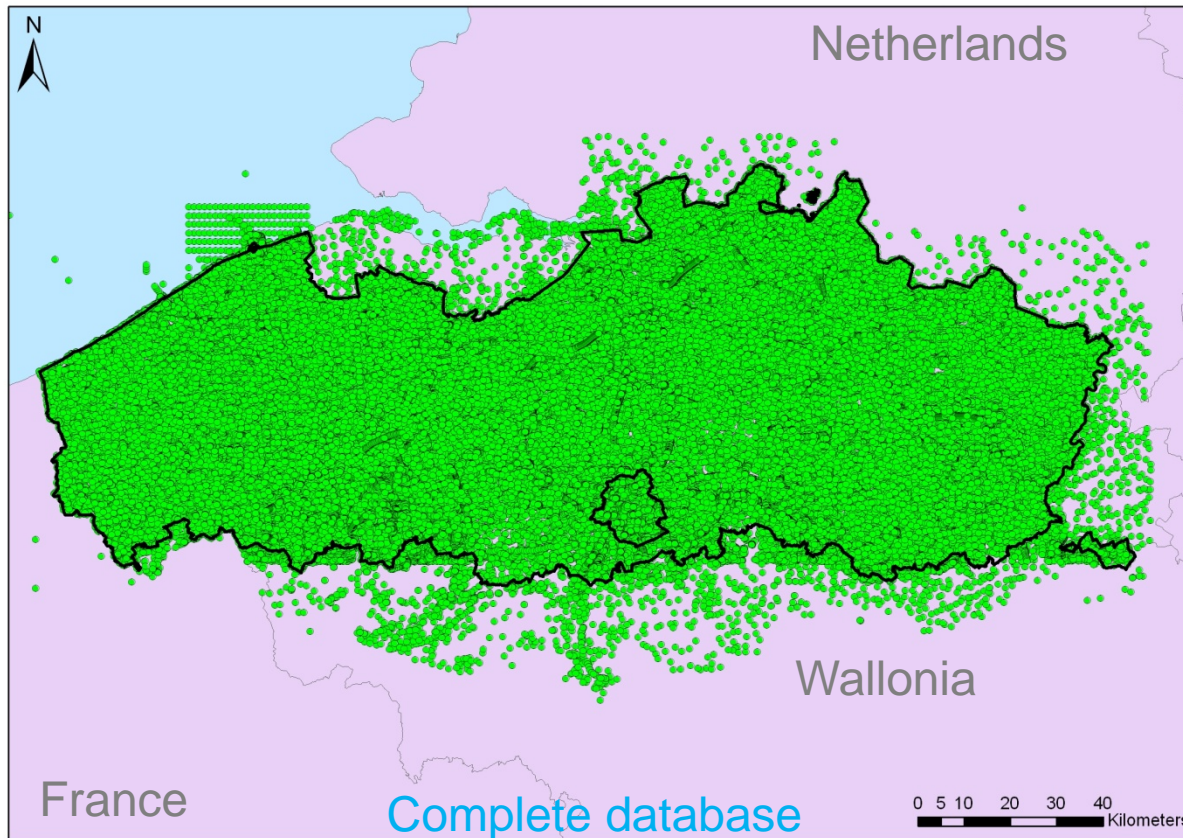 N
Netherlands
Wallonia
France
Complete database
0 5 10 20 30 40
Kilometers